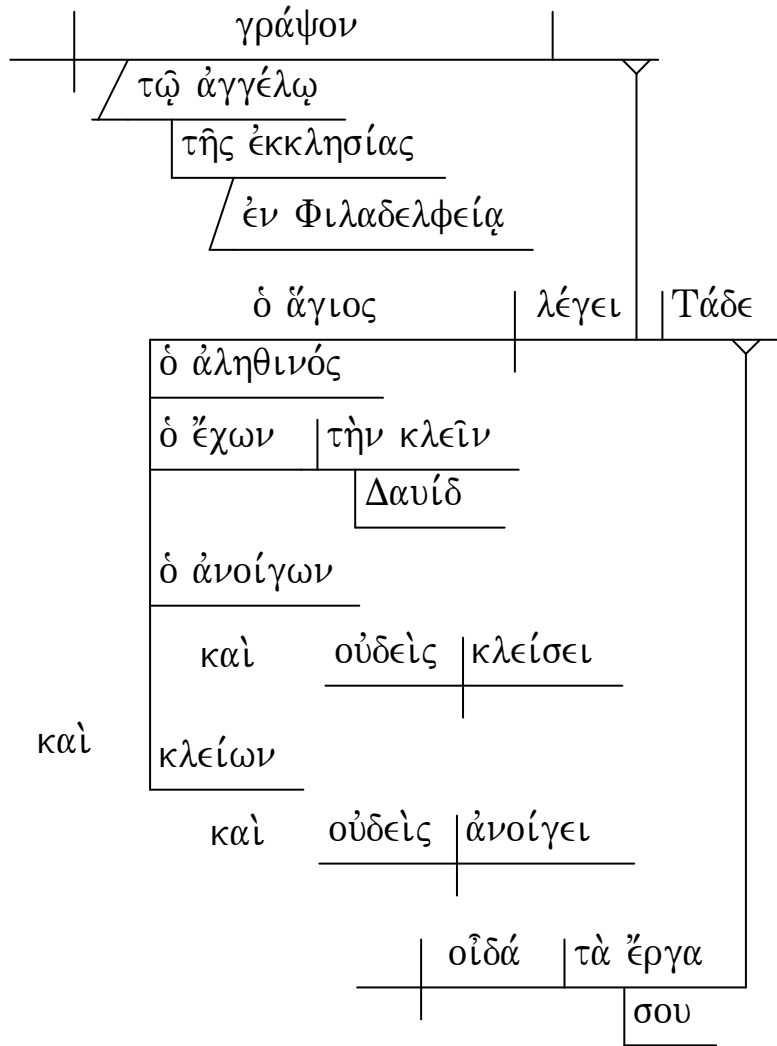 γράψον
τῷ ἀγγέλῳ
τῆς ἐκκλησίας
ἐν Φιλαδελφείᾳ
ὁ ἅγιος λέγει Τάδε
ὁ ἀληθινός
ὁ ἔχων τὴν κλεῖν
Δαυίδ
ὁ ἀνοίγων
καὶ οὐδεὶς κλείσει
καὶ κλείων
καὶ οὐδεὶς ἀνοίγει
οἶδά τὰ ἔργα
σου